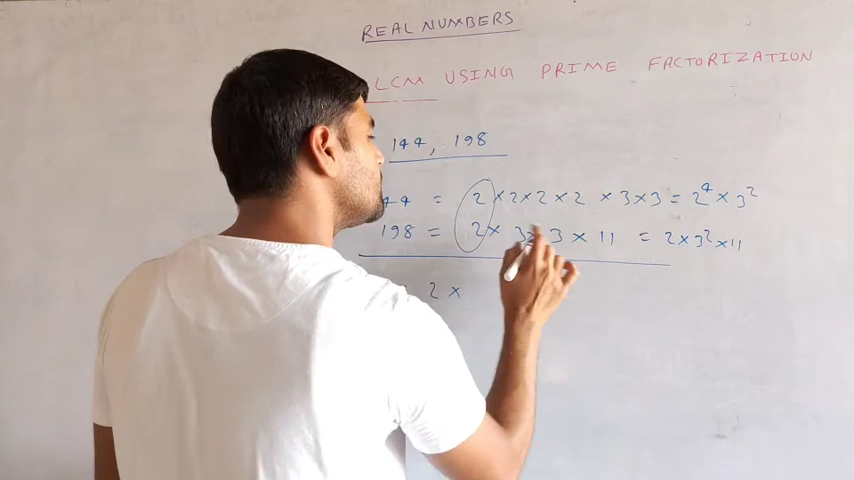 REAL NUMBERS
LCM USING PRIME FACTORIZATION
144, 198
44 = 2×2×2×2 ×3×3 = 2⁴×3²
198 = 2× 3×3×11 = 2×3²×11
2×